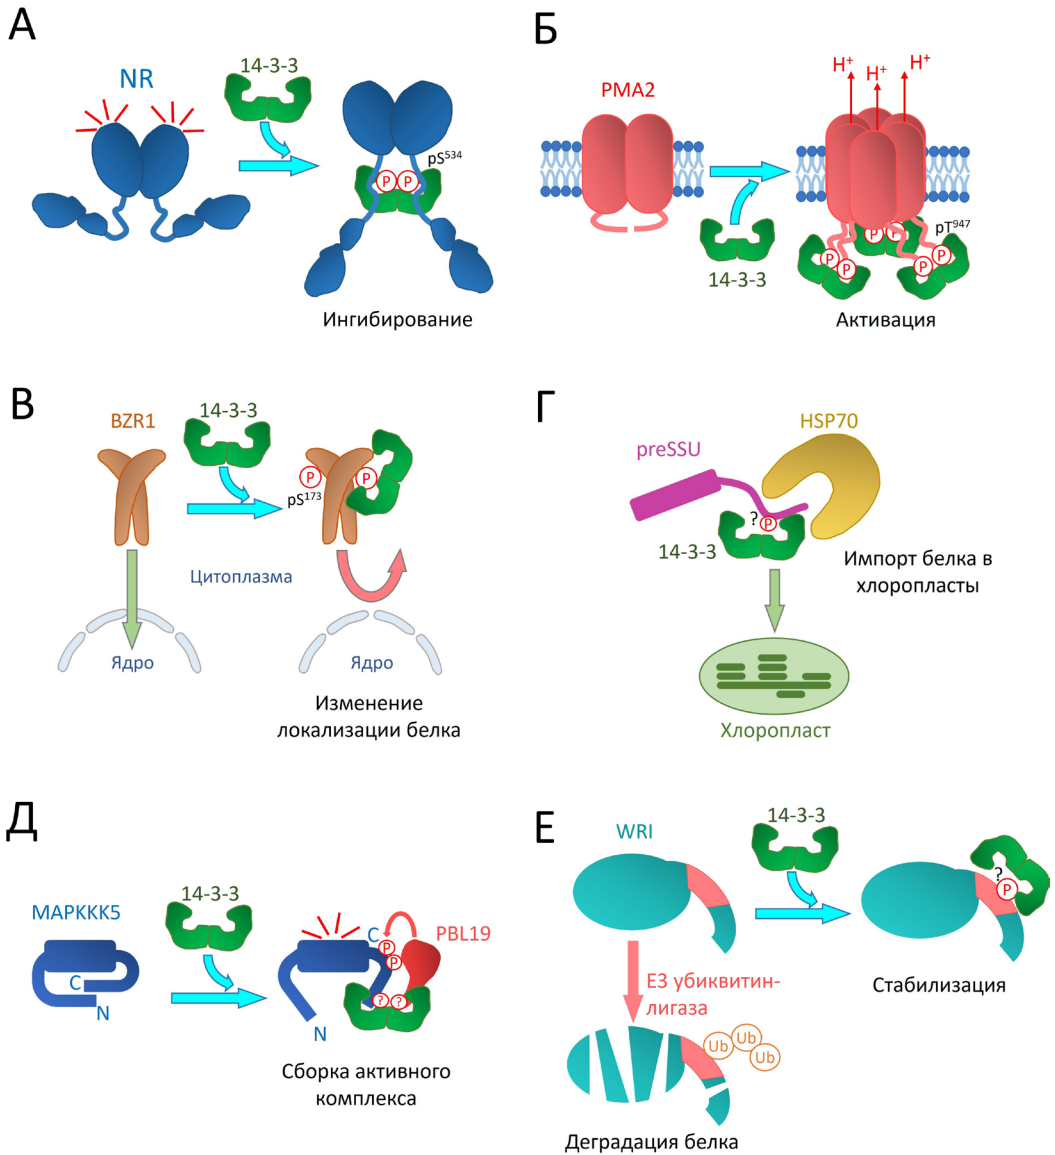 А
14-3-3
NR
pS534
P
P
Ингибирование
Б
PMA2
H+
H+
H+
14-3-3
pT947
P
P
P
P
P
P
Активация
В
BZR1
14-3-3
P
P
pS173
Цитоплазма
Ядро
Ядро
Изменение
локализации белка
Г
HSP70
preSSU
?
P
14-3-3
Импорт белка в
хлоропласты
Хлоропласт
Д
14-3-3
MAPKKK5
C
N
C
P
P
PBL19
?
?
N
Сборка активного
комплекса
Е
14-3-3
WRI
?
P
Стабилизация
E3 убиквитин-
лигаза
Ub
Ub
Ub
Деградация белка